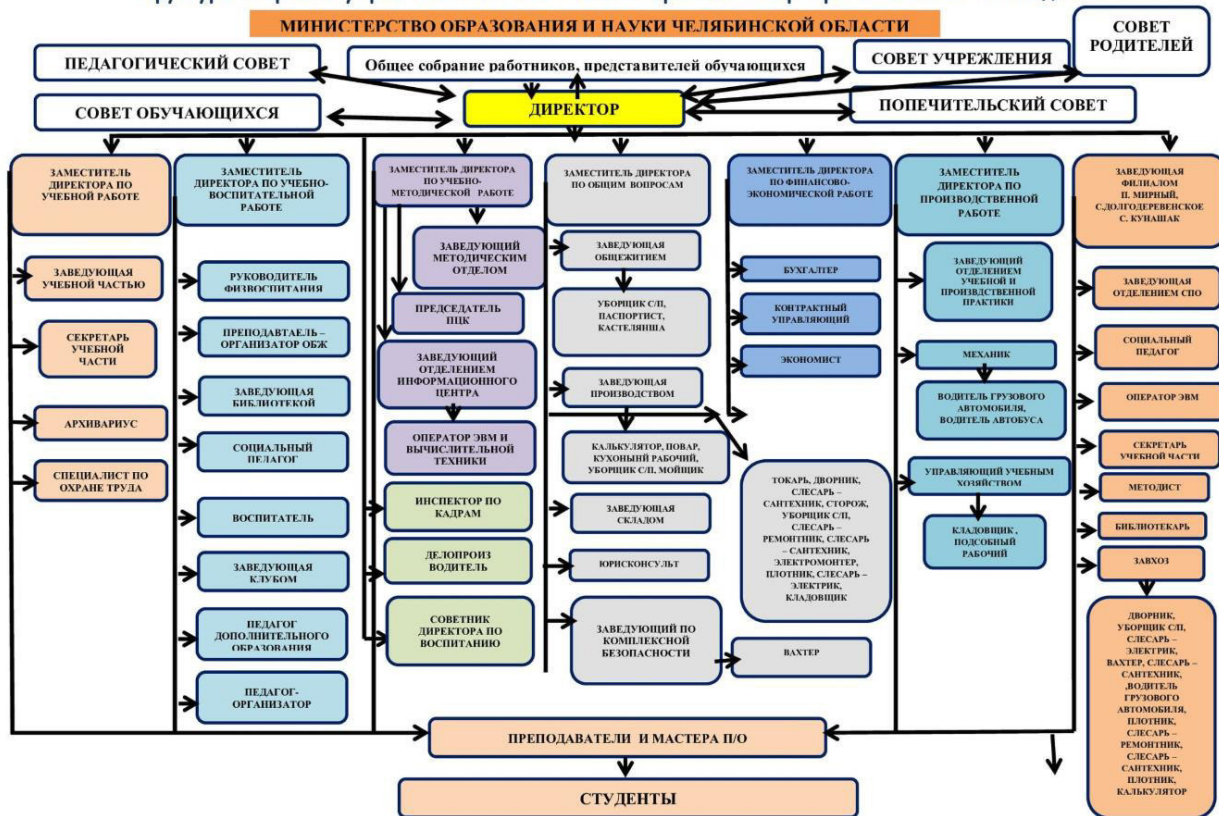 МИНИСТЕРСТВО ОБРАЗОВАНИЯ И НАУКИ ЧЕЛЯБИНСКОЙ ОБЛАСТИ
СОВЕТ
РОДИТЕЛЕЙ
ПЕДАГОГИЧЕСКИЙ СОВЕТ
Общее собрание работников, представителей обучающихся
СОВЕТ УЧРЕЖДЕНИЯ
СОВЕТ ОБУЧАЮЩИХСЯ
ДИРЕКТОР
ПОПЕЧИТЕЛЬСКИЙ СОВЕТ
ЗАМЕСТИТЕЛЬ
ДИРЕКТОРА ПО
УЧЕБНОЙ РАБОТЕ
ЗАВЕДУЮЩАЯ
УЧЕБНОЙ ЧАСТЬЮ
СЕКРЕТАРЬ
УЧЕБНОЙ
ЧАСТИ
АРХИВАРИУС
СПЕЦИАЛИСТ ПО
ОХРАНЕ ТРУДА
ЗАМЕСТИТЕЛЬ
ДИРЕКТОРА ПО УЧЕБНО-
ВОСПИТАТЕЛЬНОЙ
РАБОТЕ
РУКОВОДИТЕЛЬ
ФИЗВОСПИТАНИЯ
ПРЕПОДАВТАЕЛЬ –
ОРГАНИЗАТОР ОБЖ
ЗАВЕДУЮЩАЯ
БИБЛИОТЕКОЙ
СОЦИАЛЬНЫЙ
ПЕДАГОГ
ВОСПИТАТЕЛЬ
ЗАВЕДУЮЩАЯ
КЛУБОМ
ПЕДАГОГ
ДОПОЛНИТЕЛЬНОГО
ОБРАЗОВАНИЯ
ПЕДАГОГ-
ОРГАНИЗАТОР
ЗАМЕСТИТЕЛЬ ДИРЕКТОРА
ПО УЧЕБНО-
МЕТОДИЧЕСКОЙ РАБОТЕ
ЗАВЕДУЮЩИЙ
МЕТОДИЧЕСКИМ
ОТДЕЛОМ
ПРЕДСЕДАТЕЛЬ
ПЦК
ЗАВЕДУЮЩИЙ
ОТДЕЛЕНИЕМ
ИНФОРМАЦИОННОГО
ЦЕНТРА
ОПЕРАТОР ЭВМ И
ВЫЧИСЛИТЕЛЬНОЙ
ТЕХНИКИ
ИНСПЕКТОР ПО
КАДРАМ
ДЕЛОПРОИЗ
ВОДИТЕЛЬ
СОВЕТНИК
ДИРЕКТОРА ПО
ВОСПИТАНИЮ
ЗАМЕСТИТЕЛЬ ДИРЕКТОРА
ПО ОБЩИМ ВОПРОСАМ
ЗАВЕДУЮЩАЯ
ОБЩЕЖИТИЕМ
УБОРЩИК С/П,
ПАСПОРТИСТ,
КАСТЕЛЯНША
ЗАВЕДУЮЩАЯ
ПРОИЗВОДСТВОМ
КАЛЬКУЛЯТОР, ПОВАР,
КУХОНЫНЙ РАБОЧИЙ,
УБОРЩИК С/П, МОЙЩИК
ЗАВЕДУЮЩАЯ
СКЛАДОМ
ЮРИСКОНСУЛЬТ
ЗАВЕДУЮЩИЙ ПО
КОМПЛЕКСНОЙ
БЕЗОПАСНОСТИ
ВАХТЕР
ЗАМЕСТИТЕЛЬ ДИРЕКТОРА
ПО ФИНАНСОВО-
ЭКОНОМИЧЕСКОЙ РАБОТЕ
БУХГАЛТЕР
КОНТРАКТНЫЙ
УПРАВЛЯЮЩИЙ
ЭКОНОМИСТ
ТОКАРЬ, ДВОРНИК,
СЛЕСАРЬ –
САНТЕХНИК, СТОРОЖ,
УБОРЩИК С/П,
СЛЕСАРЬ –
РЕМОНТНИК, СЛЕСАРЬ
– САНТЕХНИК,
ЭЛЕКТРОМОНТЕР,
ПЛОТНИК, СЛЕСАРЬ –
ЭЛЕКТРИК,
КЛАДОВЩИК
ЗАМЕСТИТЕЛЬ
ДИРЕКТОРА ПО
ПРОИЗВОДСТВЕННОЙ
РАБОТЕ
ЗАВЕДУЮЩИЙ
ОТДЕЛЕНИЕМ
УЧЕБНОЙ И
ПРОИЗВДСТВЕННОЙ
ПРАКТИКИ
МЕХАНИК
ВОДИТЕЛЬ ГРУЗОВОГО
АВТОМОБИЛЯ,
ВОДИТЕЛЬ АВТОБУСА
УПРАВЛЯЮЩИЙ УЧЕБНЫМ
ХОЗЯЙСТВОМ
КЛАДОВЩИК ,
ПОДСОБНЫЙ
РАБОЧИЙ
ЗАВЕДУЮЩАЯ
ФИЛИАЛОМ
П. МИРНЫЙ,
С.ДОЛГОДЕРЕВЕНСКОЕ
С. КУНАШАК
ЗАВЕДУЮЩАЯ
ОТДЕЛЕНИЕМ СПО
СОЦИАЛЬНЫЙ
ПЕДАГОГ
ОПЕРАТОР ЭВМ
СЕКРЕТАРЬ
УЧЕБНОЙ ЧАСТИ
МЕТОДИСТ
БИБЛИОТЕКАРЬ
ЗАВХОЗ
ДВОРНИК,
УБОРЩИК С/П,
СЛЕСАРЬ –
ЭЛЕКТРИК,
ВАХТЕР, СЛЕСАРЬ –
САНТЕХНИК,
,ВОДИТЕЛЬ
ГРУЗОВОГО
АВТОМОБИЛЯ,
ПЛОТНИК,
СЛЕСАРЬ –
РЕМОНТНИК,
СЛЕСАРЬ –
САНТЕХНИК,
ПЛОТНИК,
КАЛЬКУЛЯТОР
ПРЕПОДАВАТЕЛИ И МАСТЕРА П/О
СТУДЕНТЫ